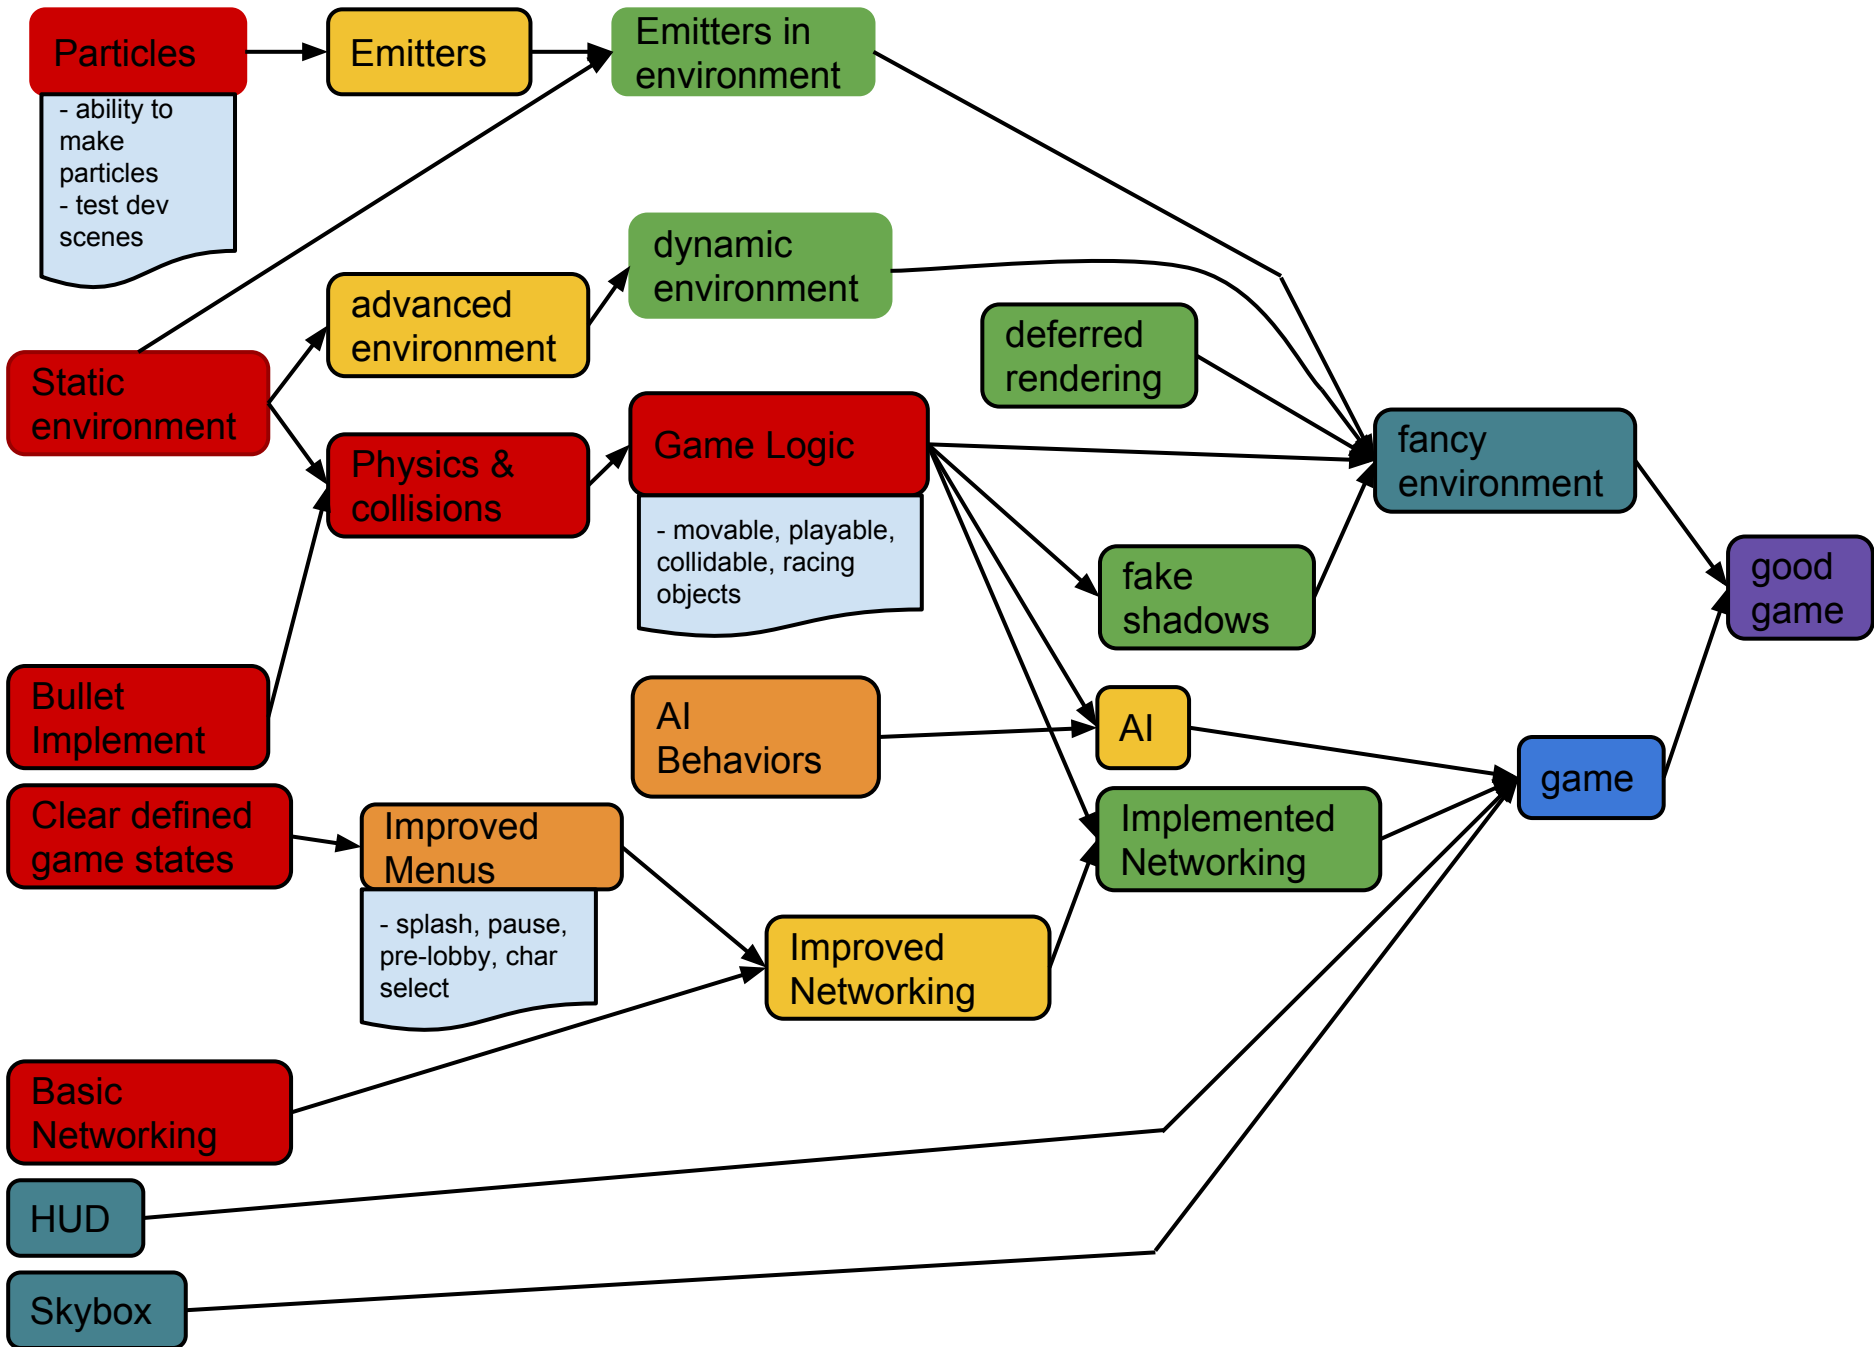 Particles
- ability to
make
particles
- test dev
scenes
Emitters
Emitters in
environment
dynamic
environment
advanced
environment
deferred
rendering
Static
environment
Physics &
collisions
Game Logic
- movable, playable,
collidable, racing
objects
fancy
environment
fake
shadows
good
game
Bullet
Implement
AI
Behaviors
AI
game
Clear defined
game states
Improved
Menus
- splash, pause,
pre-lobby, char
select
Implemented
Networking
Improved
Networking
Basic
Networking
HUD
Skybox